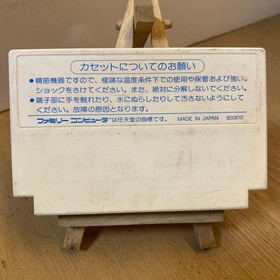 カセットについてのお願い
●精密機器ですので、極端な温度条件下での使用や保管および強い
ショックをさけてください。また、絶対に分解しないでください。
●端子部に手を触れたり、水にぬらしたりして汚さないようにして
ください。故障の原因となります。
ファミリー コンピュータ®は任天堂の商標です。 MADE IN JAPAN 850610